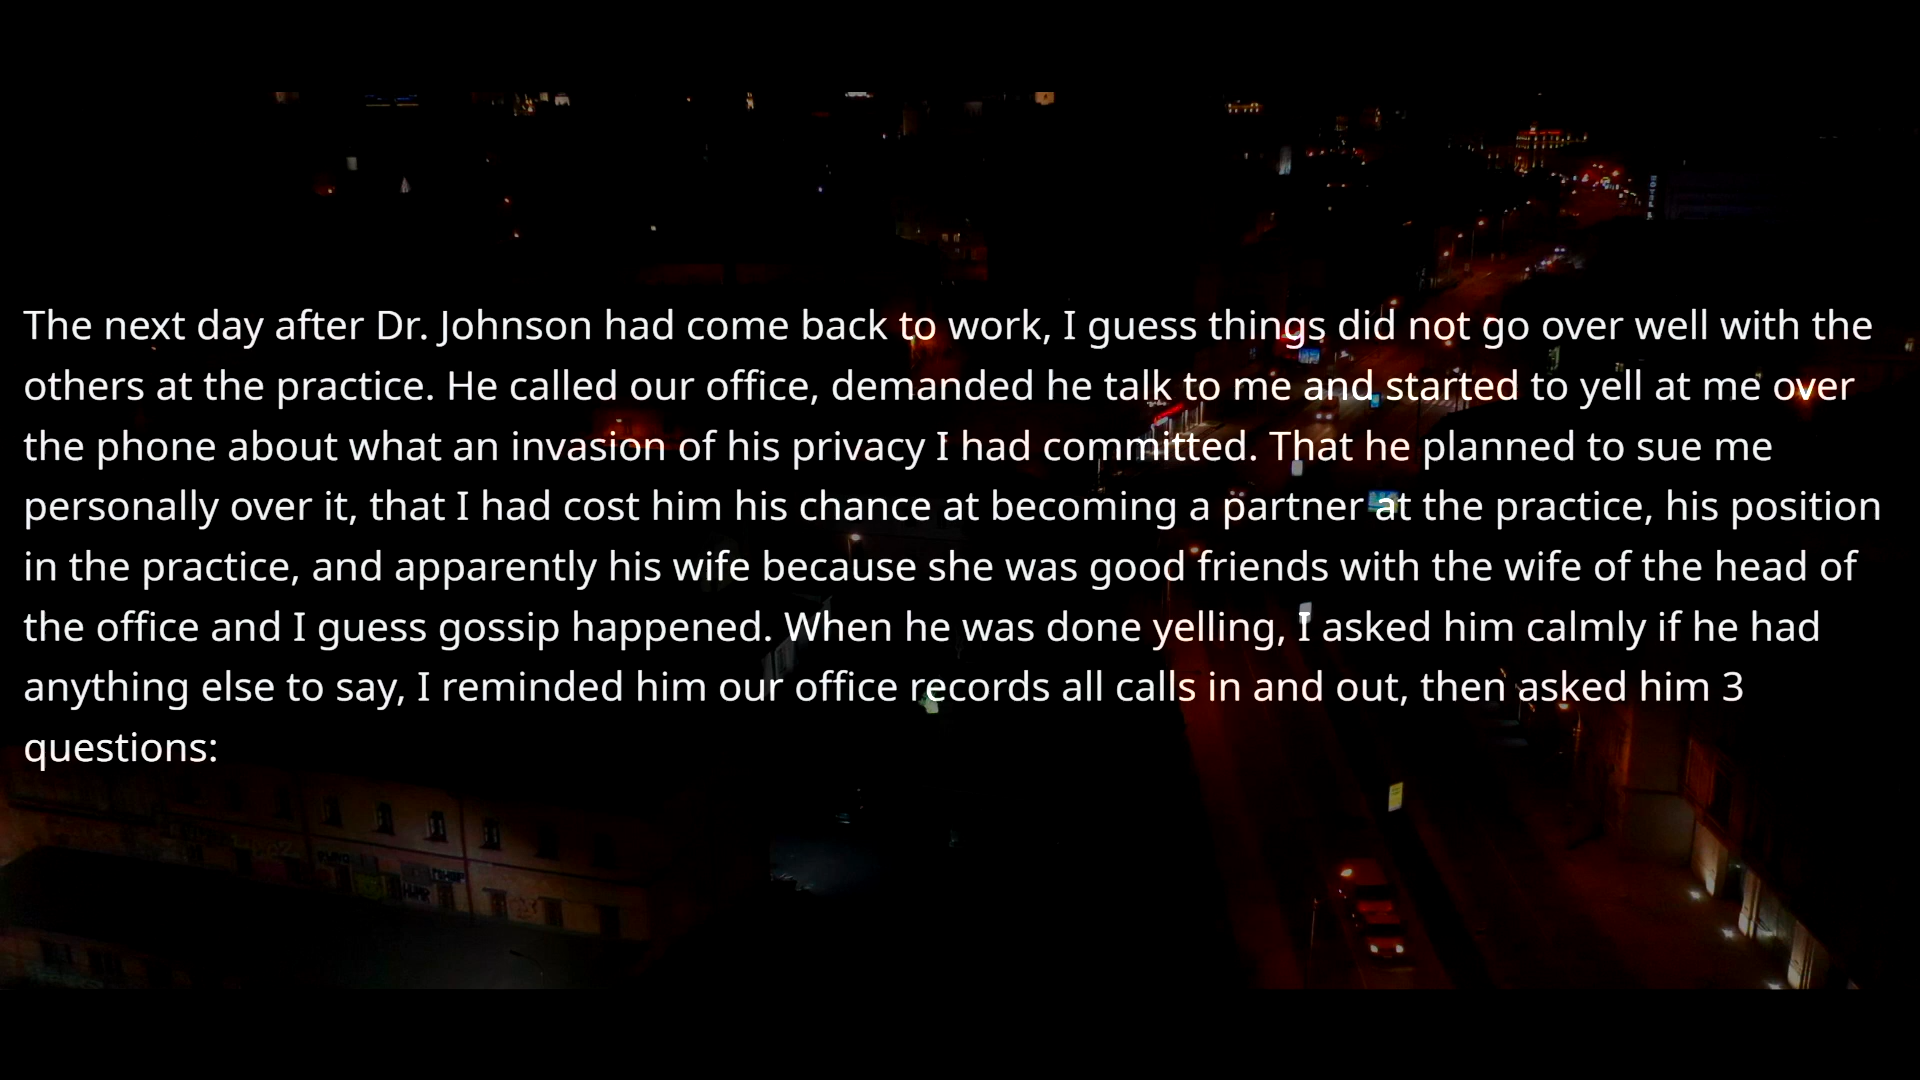 The next day after Dr. Johnson had come back to work, I guess things did not go over well with the
others at the practice. He called our office, demanded he talk to me and started to yell at me over
the phone about what an invasion of his privacy I had committed. That he planned to sue me
personally over it, that I had cost him his chance at becoming a partner at the practice, his position
in the practice, and apparently his wife because she was good friends with the wife of the head of
the office and I guess gossip happened. When he was done yelling, I asked him calmly if he had
anything else to say, I reminded him our office records all calls in and out, then asked him 3
questions: